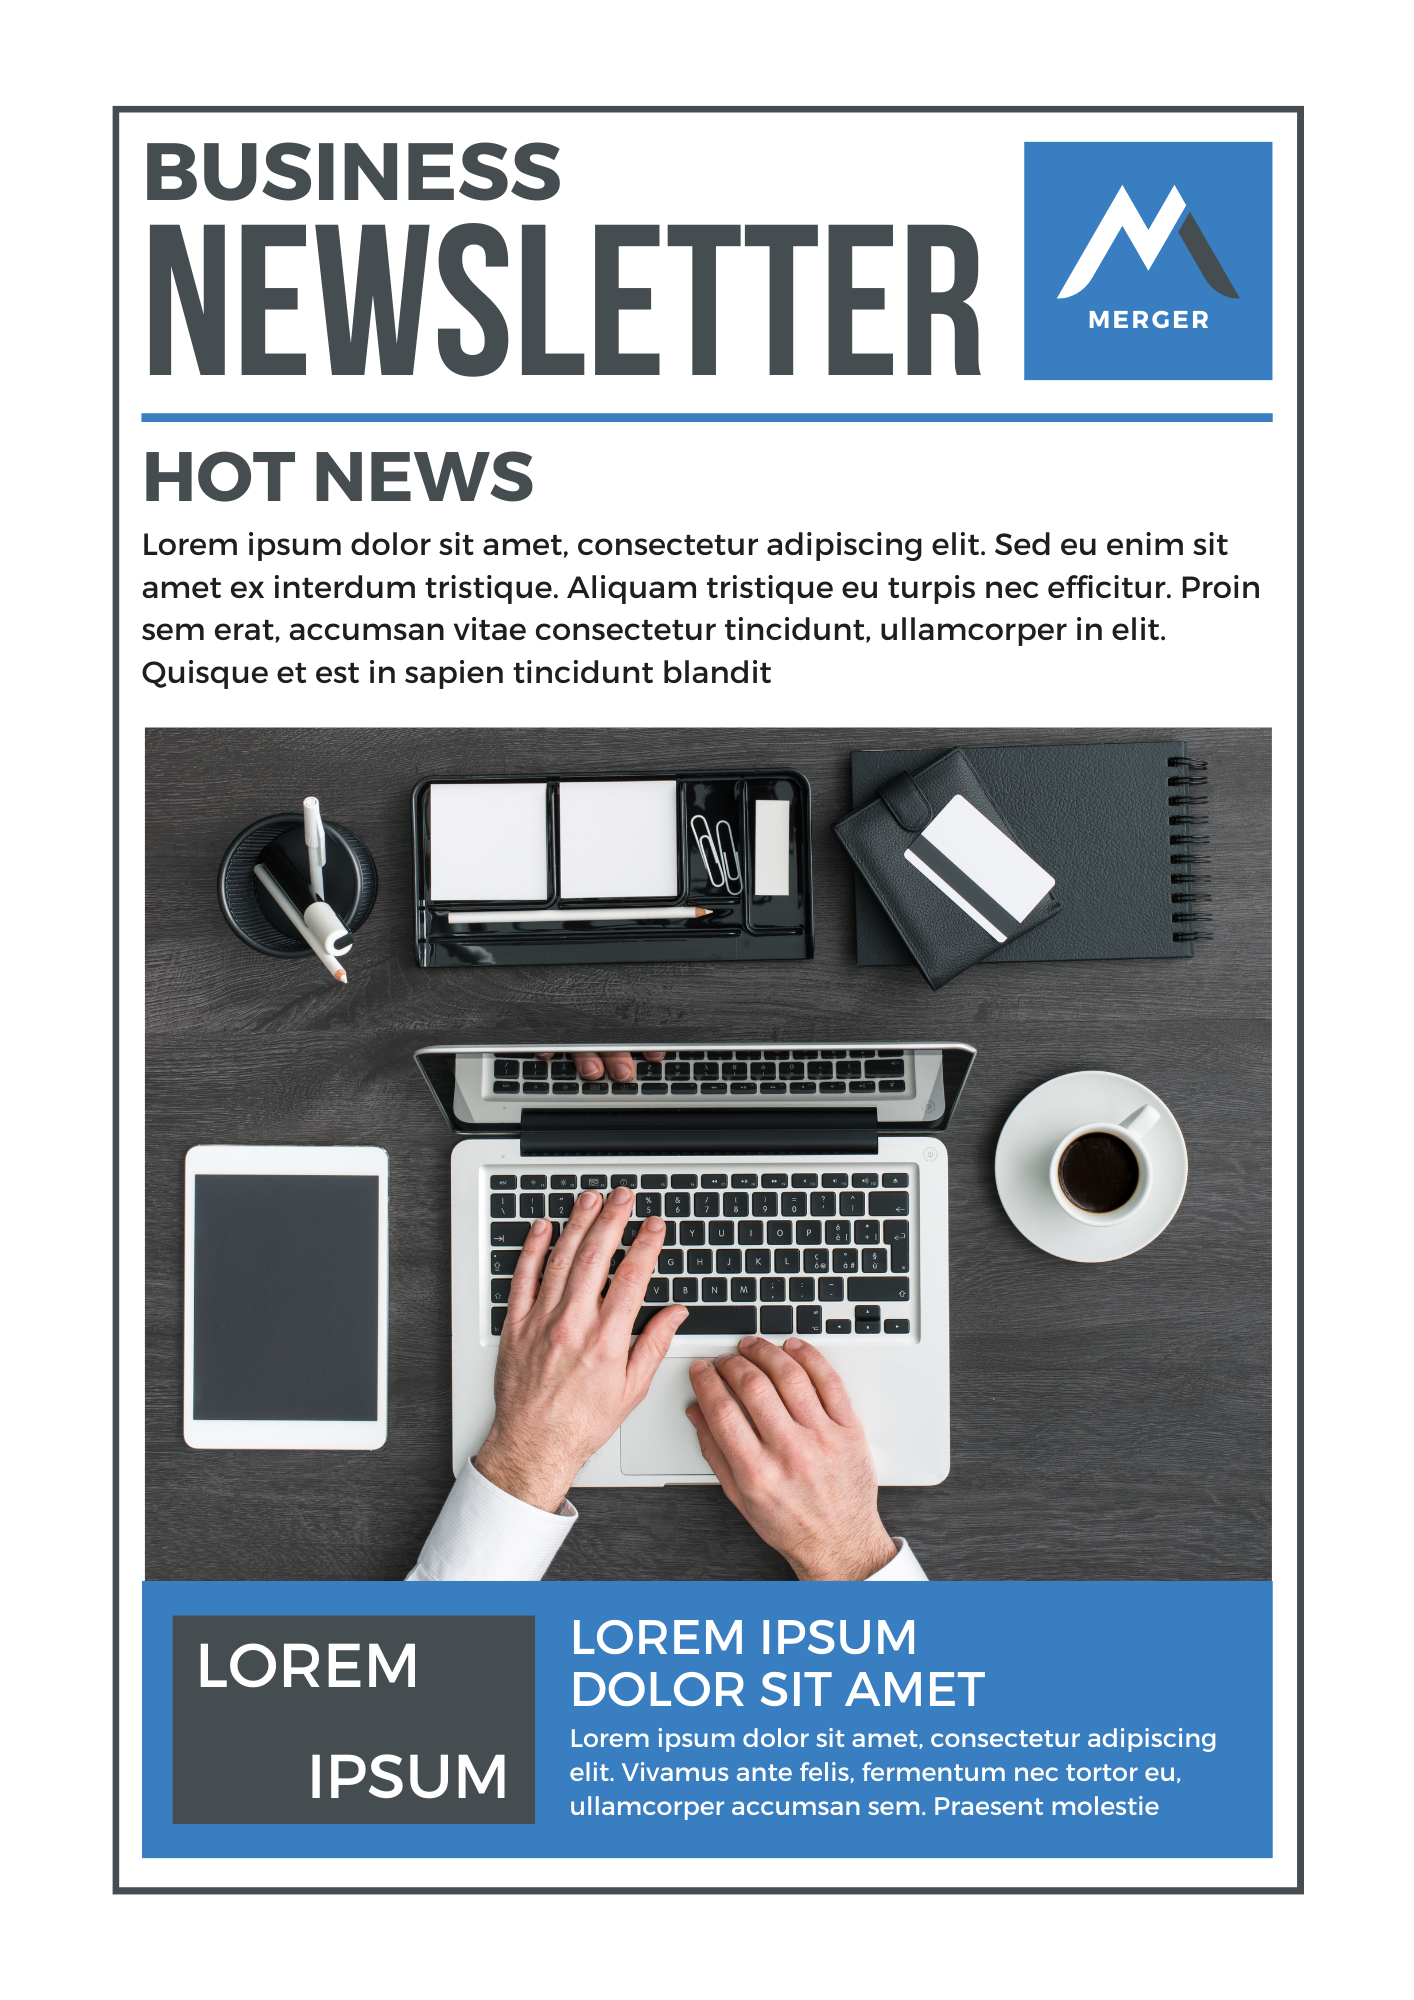 BUSINESS
NEWSLETTER
MERGER
HOT NEWS
Lorem ipsum dolor sit amet, consectetur adipiscing elit. Sed eu enim sit
amet ex interdum tristique. Aliquam tristique eu turpis nec efficitur. Proin
sem erat, accumsan vitae consectetur tincidunt, ullamcorper in elit.
Quisque et est in sapien tincidunt blandit
LOREM
IPSUM
LOREM IPSUM
DOLOR SIT AMET
Lorem ipsum dolor sit amet, consectetur adipiscing
elit. Vivamus ante felis, fermentum nec tortor eu,
ullamcorper accumsan sem. Praesent molestie